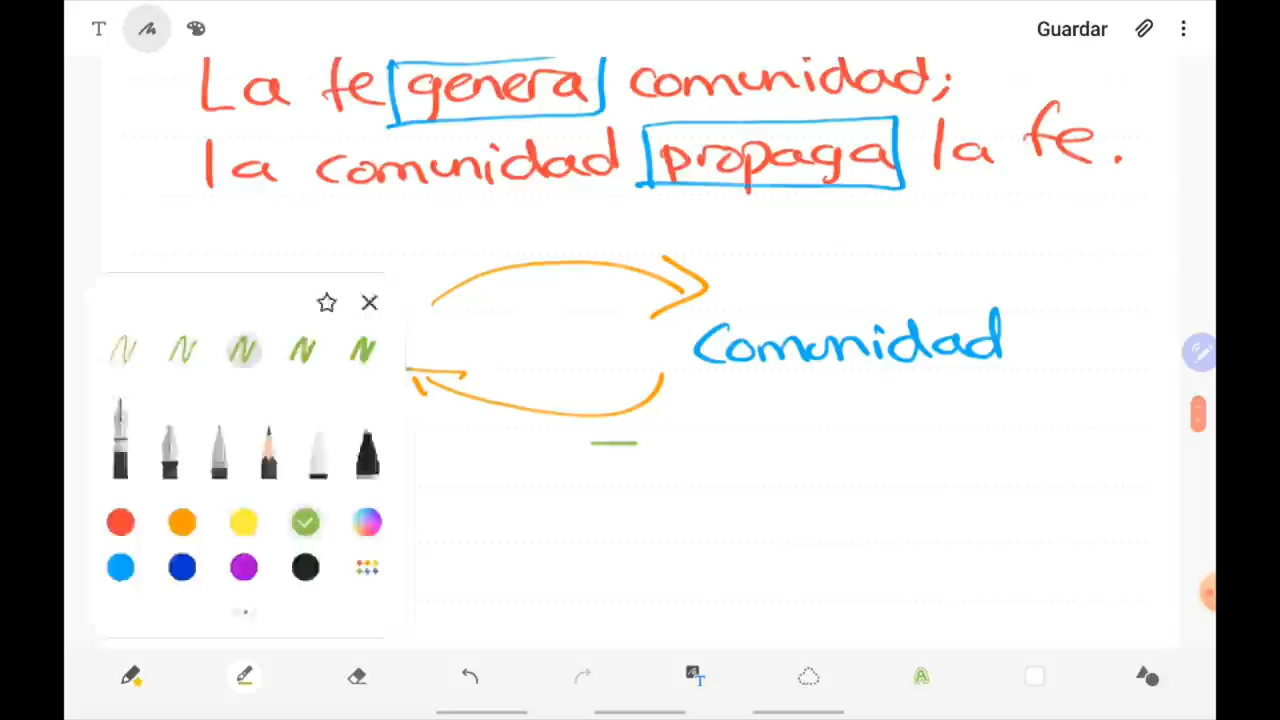 T
Guardar
La fe genera comunidad;
la comunidad propaga la fe.
Comunidad
T
A